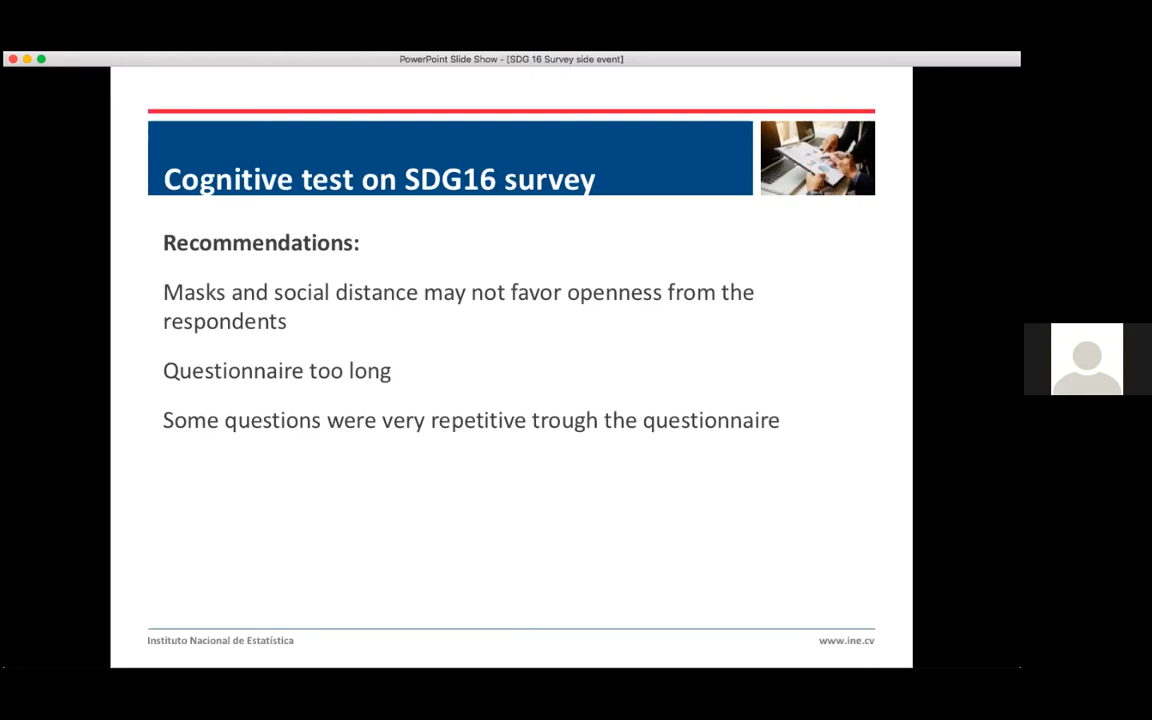 PowerPoint Slide Show - [SDG 16 Survey side event]
Cognitive test on SDG16 survey
Recommendations:
Masks and social distance may not favor openness from the
respondents
Questionnaire too long
Some questions were very repetitive trough the questionnaire
Instituto Nacional de Estatística
www.ine.cv